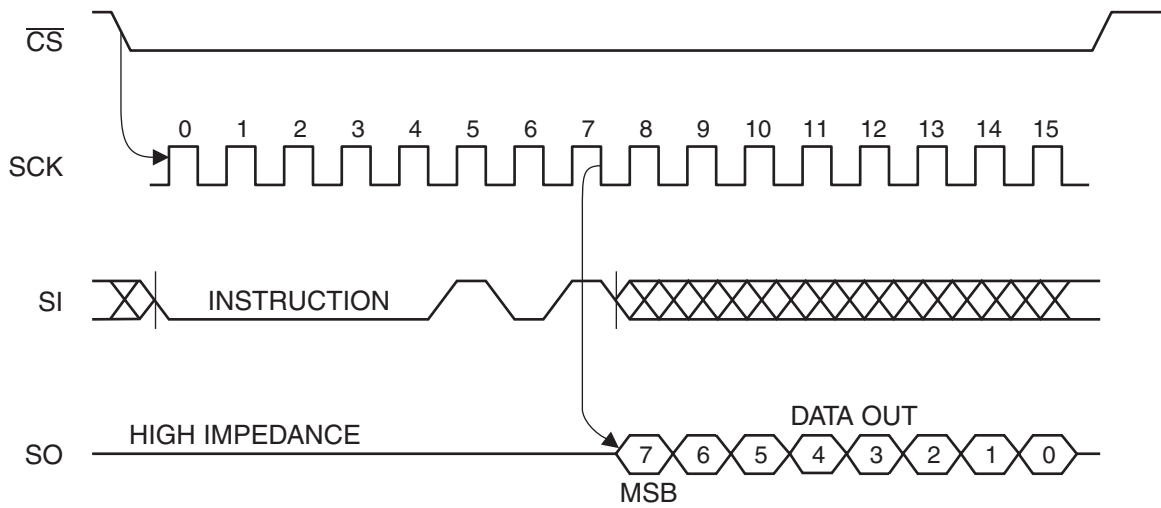 CS
0 1 2 3 4 5 6 7 8 9 10 11 12 13 14 15
SCK
SI INSTRUCTION
DATA OUT
HIGH IMPEDANCE
SO 7 6 5 4 3 2 1 0
MSB